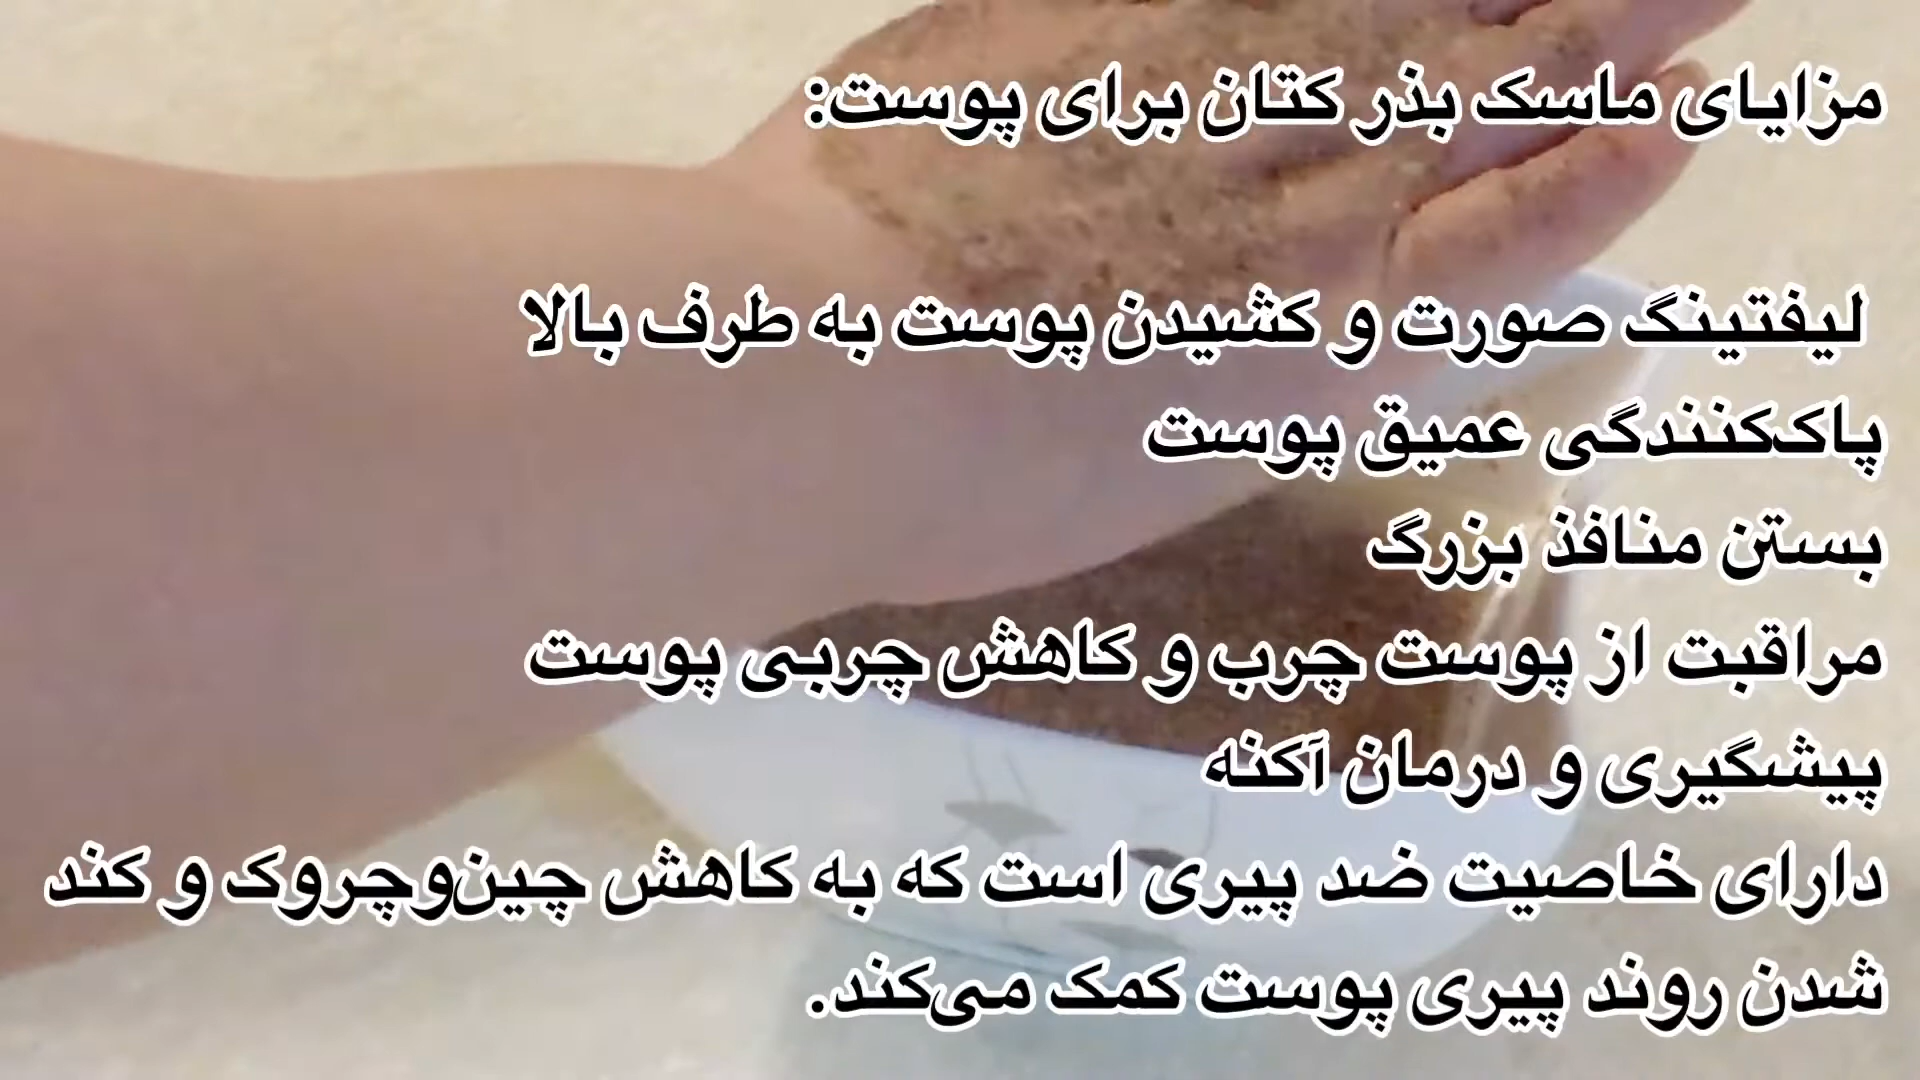 مزایای ماسک بذر کتان برای پوست:
لیفتینگ صورت و کشیدن پوست به طرف بالا
پاک‌کنندگی عمیق پوست
بستن منافذ بزرگ
مراقبت از پوست چرب و کاهش چربی پوست
پیشگیری و درمان آکنه
دارای خاصیت ضد پیری است که به کاهش چین‌وچروک و کند
شدن روند پیری پوست کمک می‌کند.